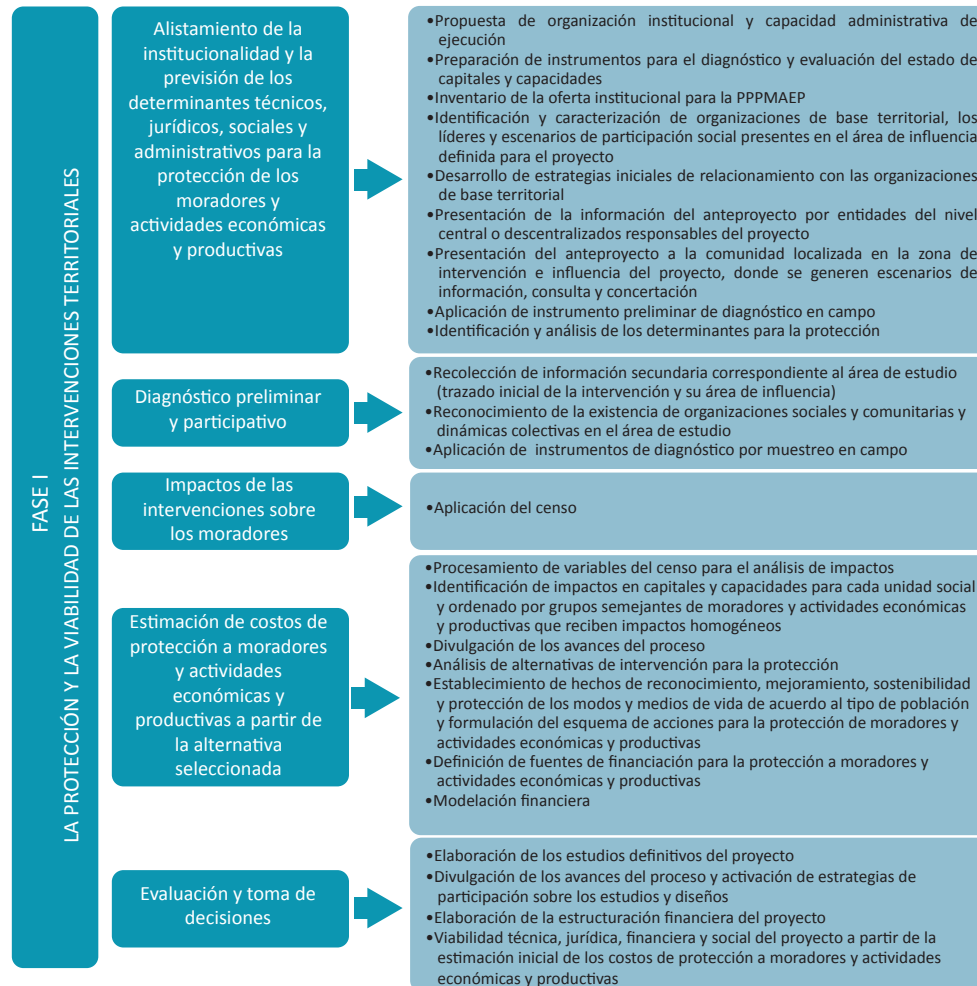 FASE I
LA PROTECCIÓN Y LA VIABILIDAD DE LAS INTERVENCIONES TERRITORIALES
Alistamiento de la
institucionalidad y la
previsión de los
determinantes técnicos,
jurídicos, sociales y
administrativos para la
protección de los
moradores y
actividades económicas
y productivas
•Propuesta de organización institucional y capacidad administrativa de
ejecución
•Preparación de instrumentos para el diagnóstico y evaluación del estado de
capitales y capacidades
•Inventario de la oferta institucional para la PPPMAEP
•Identificación y caracterización de organizaciones de base territorial, los
líderes y escenarios de participación social presentes en el área de influencia
definida para el proyecto
•Desarrollo de estrategias iniciales de relacionamiento con las organizaciones
de base territorial
•Presentación de la información del anteproyecto por entidades del nivel
central o descentralizados responsables del proyecto
•Presentación del anteproyecto a la comunidad localizada en la zona de
intervención e influencia del proyecto, donde se generen escenarios de
información, consulta y concertación
•Aplicación de instrumento preliminar de diagnóstico en campo
•Identificación y análisis de los determinantes para la protección
Diagnóstico preliminar
y participativo
•Recolección de información secundaria correspondiente al área de estudio
(trazado inicial de la intervención y su área de influencia)
•Reconocimiento de la existencia de organizaciones sociales y comunitarias y
dinámicas colectivas en el área de estudio
•Aplicación de instrumentos de diagnóstico por muestreo en campo
Impactos de las
intervenciones sobre
los moradores
•Aplicación del censo
Estimación de costos de
protección a moradores
y actividades
económicas y
productivas a partir de
la alternativa
seleccionada
•Procesamiento de variables del censo para el análisis de impactos
•Identificación de impactos en capitales y capacidades para cada unidad social
y ordenado por grupos semejantes de moradores y actividades económicas
y productivas que reciben impactos homogéneos
•Divulgación de los avances del proceso
•Análisis de alternativas de intervención para la protección
•Establecimiento de hechos de reconocimiento, mejoramiento, sostenibilidad
y protección de los modos y medios de vida de acuerdo al tipo de población
y formulación del esquema de acciones para la protección de moradores y
actividades económicas y productivas
•Definición de fuentes de financiación para la protección a moradores y
actividades económicas y productivas
•Modelación financiera
Evaluación y toma de
decisiones
•Elaboración de los estudios definitivos del proyecto
•Divulgación de los avances del proceso y activación de estrategias de
participación sobre los estudios y diseños
•Elaboración de la estructuración financiera del proyecto
•Viabilidad técnica, jurídica, financiera y social del proyecto a partir de la
estimación inicial de los costos de protección a moradores y actividades
económicas y productivas